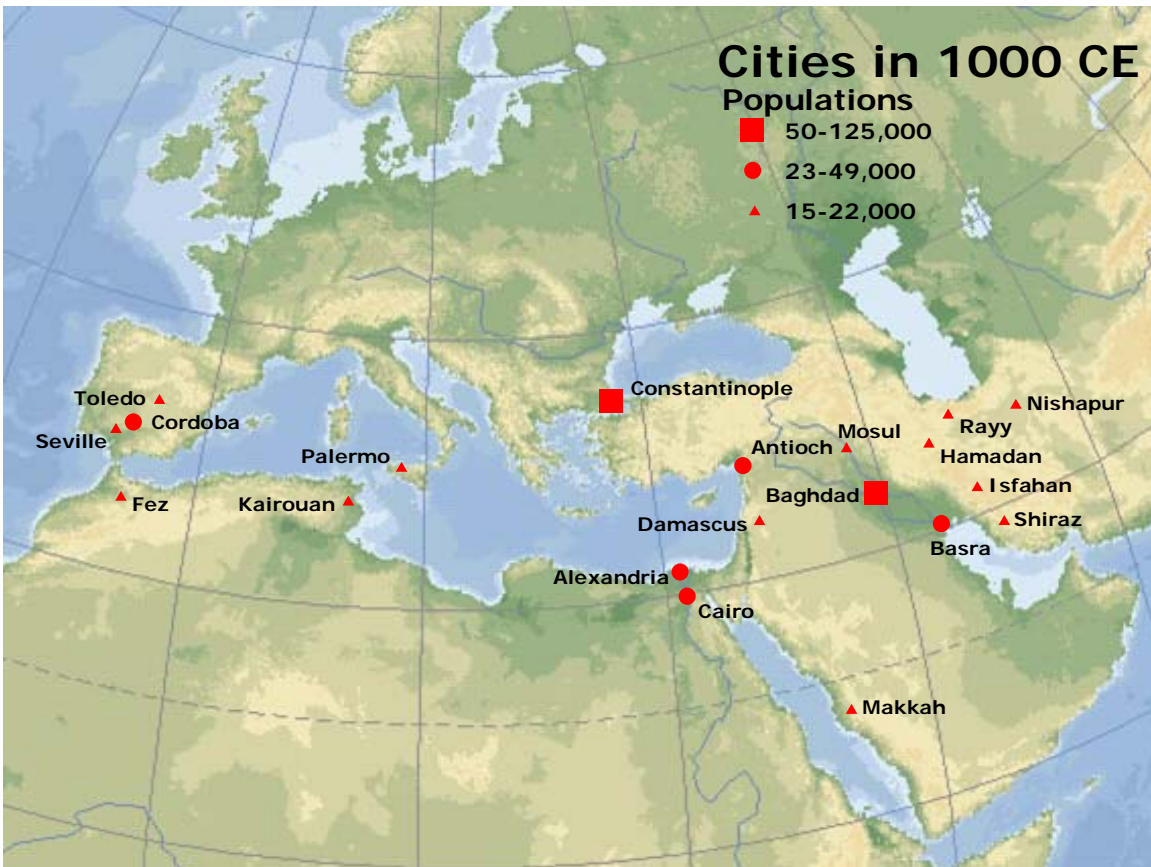 Cities in 1000 CE
Populations
50-125,000
23-49,000
15-22,000
Constantinople
Toledo
Cordoba
Seville
Nishapur
Rayy
Mosul
Antioch
Hamadan
Palermo
Isfahan
Baghdad
Fez
Kairouan
Damascus
Shiraz
Basra
Alexandria
Cairo
Makkah